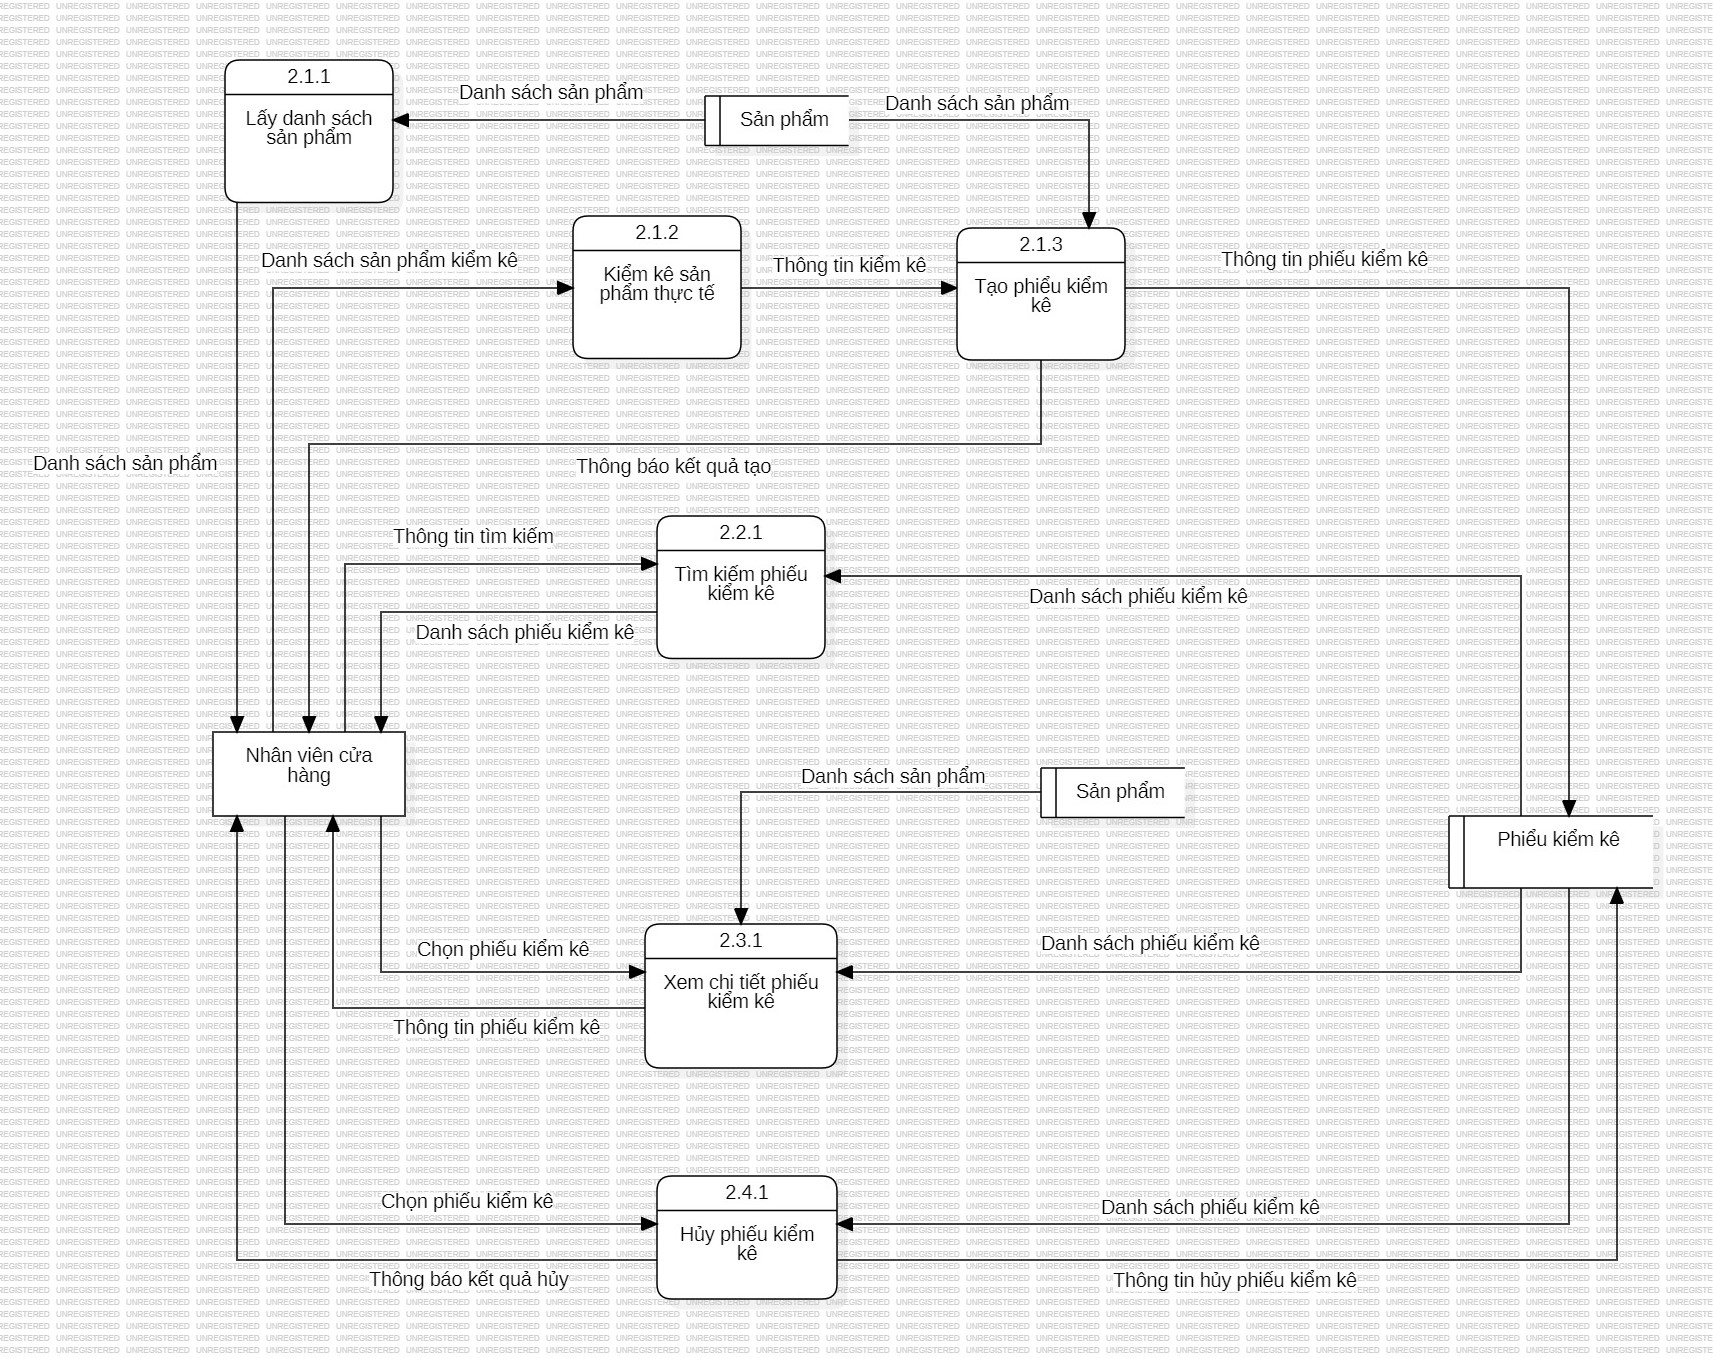 2.1.1
Lấy danh sách
sản phẩm
Danh sách sản phẩm
Sản phẩm
Danh sách sản phẩm
2.1.2
Kiểm kê sản
phẩm thực tế
Danh sách sản phẩm kiểm kê
Thông tin kiểm kê
2.1.3
Tạo phiếu kiểm
kê
Thông tin phiếu kiểm kê
Danh sách sản phẩm
Thông báo kết quả tạo
Thông tin tìm kiếm
2.2.1
Tìm kiếm phiếu
kiểm kê
Danh sách phiếu kiểm kê
Danh sách phiếu kiểm kê
Nhân viên cửa
hàng
Danh sách sản phẩm
Sản phẩm
Phiểu kiểm kê
Chọn phiếu kiểm kê
2.3.1
Xem chi tiết phiếu
kiểm kê
Danh sách phiếu kiểm kê
Thông tin phiếu kiểm kê
Chọn phiếu kiểm kê
2.4.1
Hủy phiếu kiểm
kê
Danh sách phiếu kiểm kê
Thông báo kết quả hủy
Thông tin hủy phiếu kiểm kê
UNREGISTERED